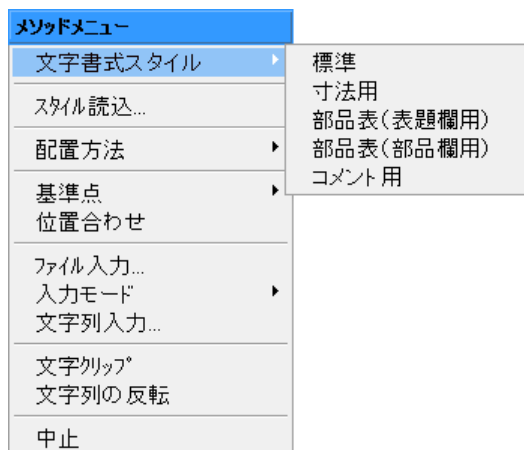 メソッドメニュー
文字書式スタイル
標準
寸法用
部品表(表題欄用)
部品表(部品欄用)
コメント用
スタイル読込...
配置方法
基準点
位置合わせ
ファイル入力...
入力モード
文字列入力...
文字クリップ
文字列の反転
中止